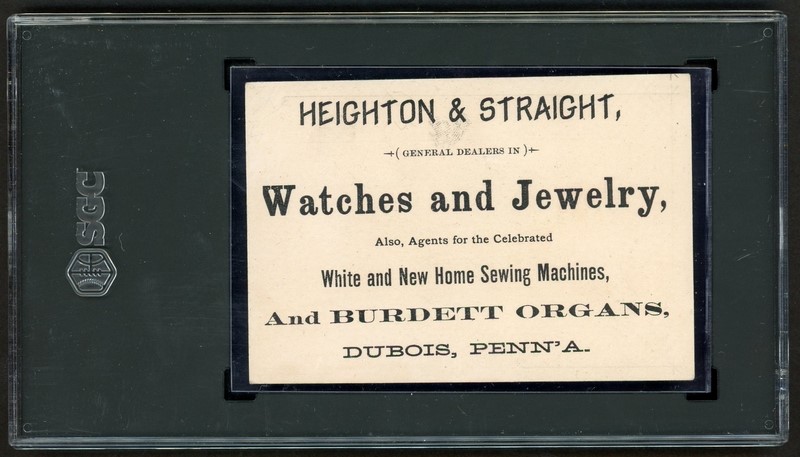 HEIGHTON & STRAIGHT,
( GENERAL DEALERS IN )
Watches and Jewelry,
Also, Agents for the Celebrated
White and New Home Sewing Machines,
And BURDETT ORGANS,
DUBOIS, PENN'A.
SGC